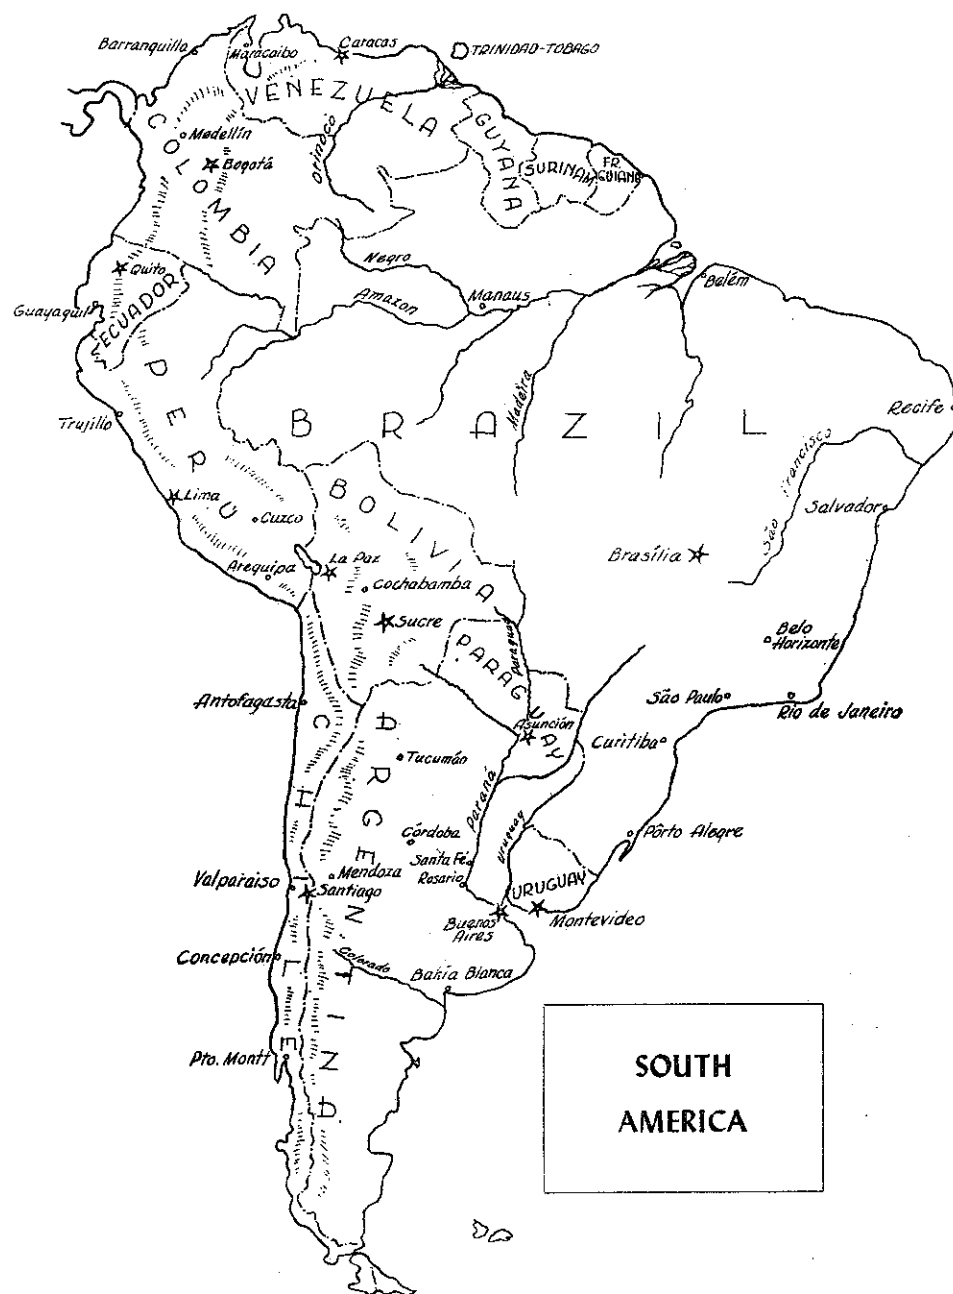 Barranquilla
Maracaibo
Caracas
TRINIDAD-TOBAGO
VENEZUELA
COLOMBIA
Orinoco
GUYANA
SURINAM
FR.
GUIANA
Medellín
Bogotá
Quito
Negro
Amazon
Manaus
Belém
Guayaquil
ECUADOR
PERÚ
BRAZIL
Madeira
Recife
Trujillo
São Francisco
Lima
Cuzco
BOLIVIA
Salvador
Arequipa
La Paz
Cochabamba
Brasília
Sucre
Belo
Horizonte
PARAGUAY
Paraguay
Antofagasta
São Paulo
Rio de Janeiro
Asunción
Curitiba
CHILE
ARGENTINA
Tucumán
Paraná
Uruguay
Córdoba
Santa Fé
Rosario
Pôrto Alegre
Mendoza
Valparaiso
Santiago
URUGUAY
Buenos
Aires
Montevideo
Concepción
Colorado
Bahía Blanca
Pto. Montt
SOUTH
AMERICA